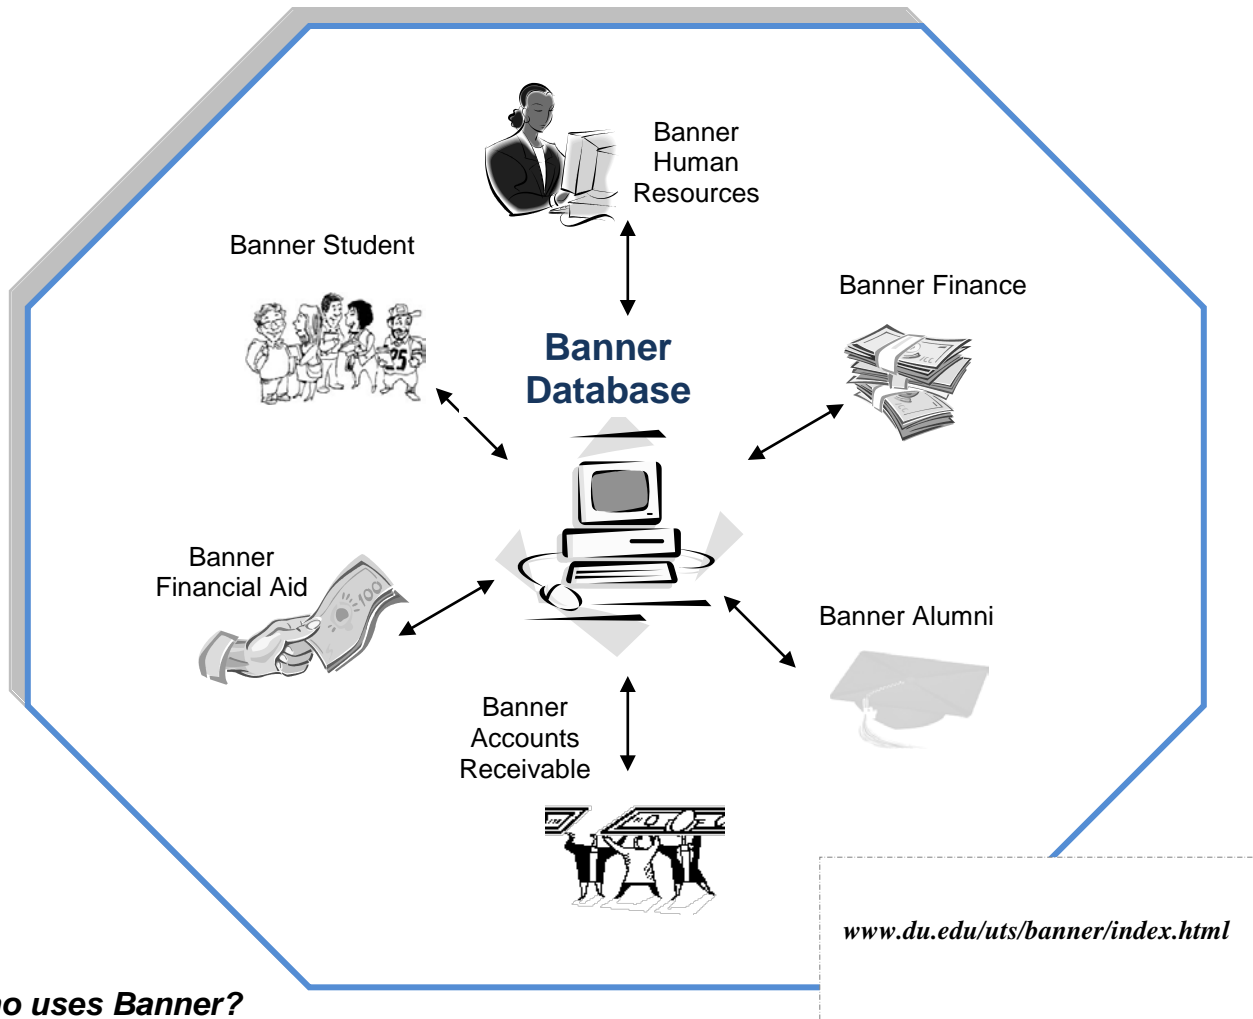 Banner
Human
Resources
Banner Student
Banner Finance
Banner
Database
Banner
Financial Aid
100
Banner Alumni
Banner
Accounts
Receivable
www.du.edu/uts/banner/index.html
uses Banner?